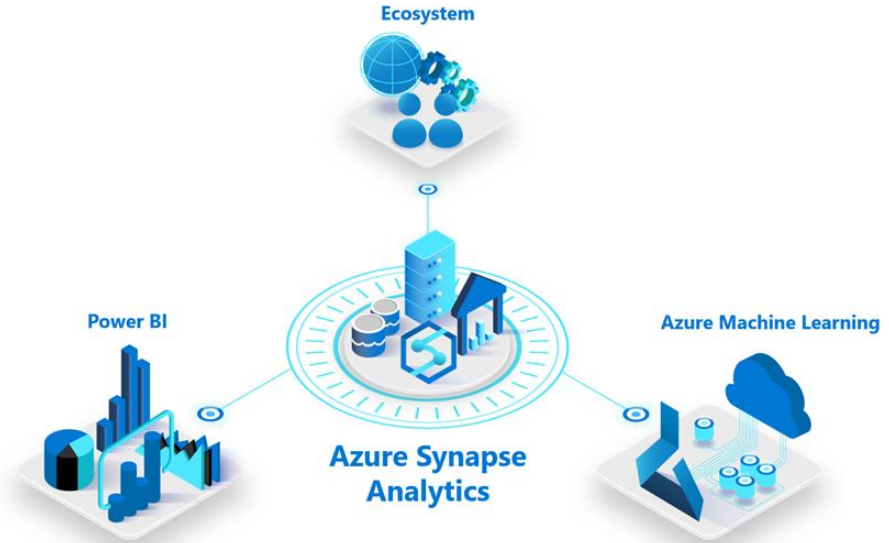 Ecosystem
Power BI
Azure Machine Learning
Azure Synapse
Analytics